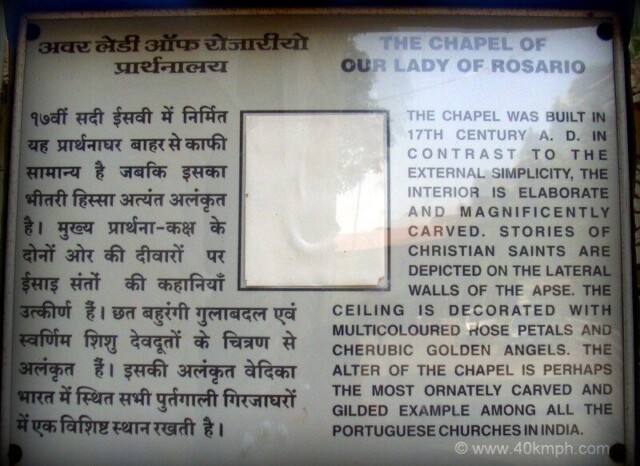 अवर लेडी ऑफ रोजारीयो
प्रार्थनालय
१७वीं सदी ईसवी में निर्मित
यह प्रार्थनाघर बाहर से काफी
सामान्य है जबकि इसका
भीतरी हिस्सा अत्यंत अलंकृत
है। मुख्य प्रार्थना-कक्ष के
दोनों ओर की दीवारों पर
ईसाइ संतों की कहानियाँ
उत्कीर्ण हैं। छत बहुरंगी गुलाबदल एवं
स्वर्णिम शिशु देवदूतों के चित्रण से
अलंकृत हैं। इसकी अलंकृत वेदिका
भारत में स्थित सभी पुर्तगाली गिरजाघरों
में एक विशिष्ट स्थान रखती है।
THE CHAPEL OF
OUR LADY OF ROSARIO
THE CHAPEL WAS BUILT IN
17TH CENTURY A. D. IN
CONTRAST TO THE
EXTERNAL SIMPLICITY, THE
INTERIOR IS ELABORATE
AND MAGNIFICENTLY
CARVED. STORIES OF
CHRISTIAN SAINTS ARE
DEPICTED ON THE LATERAL
WALLS OF THE APSE. THE
CEILING IS DECORATED WITH
MULTICOLOURED ROSE PETALS AND
CHERUBIC GOLDEN ANGELS. THE
ALTER OF THE CHAPEL IS PERHAPS
THE MOST ORNATELY CARVED AND
GILDED EXAMPLE AMONG ALL THE
PORTUGUESE CHURCHES IN INDIA.
© www.40kmph.com